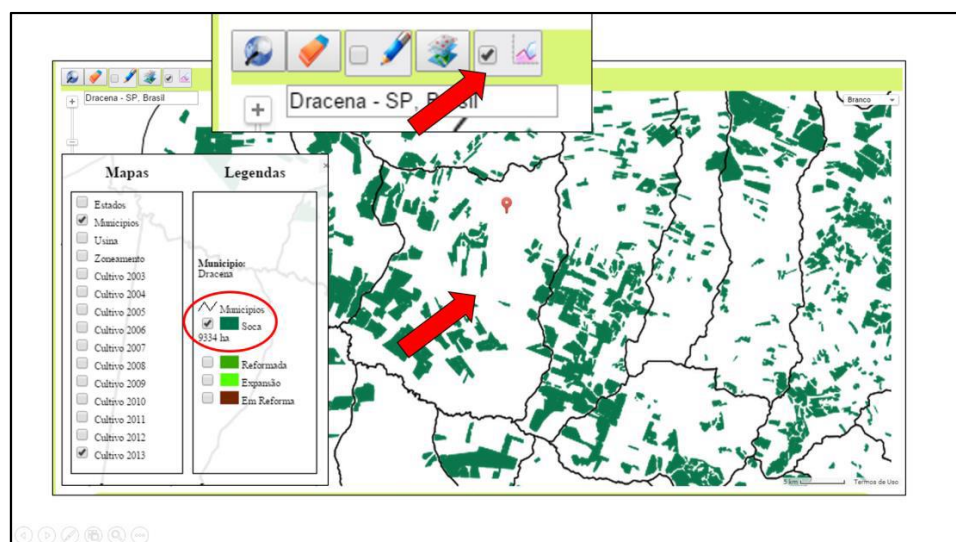 Dracena - SP, Brasil
Dracena - SP, Brasil
Branco
Mapas
Estados
Municipios
Usina
Zoneamento
Cultivo 2003
Cultivo 2004
Cultivo 2005
Cultivo 2006
Cultivo 2007
Cultivo 2008
Cultivo 2009
Cultivo 2010
Cultivo 2011
Cultivo 2012
Cultivo 2013
Legendas
Municipio:
Dracena
Municipios
Soca
9334 ha
Reformada
Expansão
Em Reforma
5 km
Termos de Uso